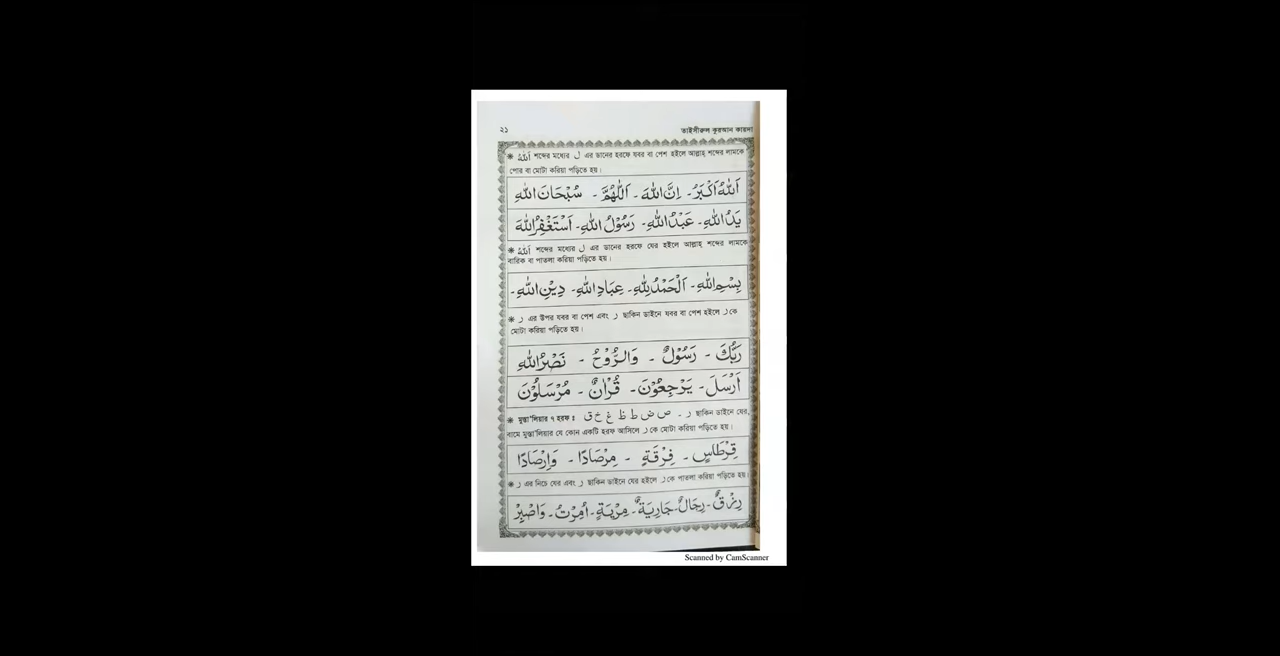 ২১ তাইসীরুল কুরআন কায়দা
❋ اَللّٰهُ শব্দের মধ্যের ل এর ডানের হরফে যবর বা পেশ হইলে আল্লাহ্ শব্দের লামকে
পোর বা মোটা করিয়া পড়িতে হয়।
اَللّٰهُ اَكْبَرُ - اِنَّ اللّٰهَ - اَللّٰهُمَّ - سُبْحَانَ اللّٰهِ
يَدُ اللّٰهِ - عَبْدُ اللّٰهِ - رَسُوْلُ اللّٰهِ - اَسْتَغْفِرُ اللّٰهَ
❋ اَللّٰهُ শব্দের মধ্যের ل এর ডানের হরফে যের হইলে আল্লাহ্ শব্দের লামকে
বারিক বা পাতলা করিয়া পড়িতে হয়।
بِسْمِ اللّٰهِ - اَلْحَمْدُ لِلّٰهِ - عِبَادِ اللّٰهِ - دِيْنِ اللّٰهِ -
❋ ر এর উপর যবর বা পেশ এবং ر ছাকিন ডাইনে যবর বা পেশ হইলে ر কে
মোটা করিয়া পড়িতে হয়।
رَبُّكَ - رَسُوْلٌ - وَالرُّوْحُ - نَصْرُ اللّٰهِ
اَرْسَلَ - يَرْجِعُوْنَ - قُرْاٰنٌ - مُرْسَلُوْنَ
❋ মুস্তা'লিয়ার ৭ হরফ ঃ ص ض ط ظ غ خ ق - ر ছাকিন ডাইনে যের,
বামে মুস্তা'লিয়ার যে কোন একটি হরফ আসিলে ر কে মোটা করিয়া পড়িতে হয়।
قِرْطَاسٍ - فِرْقَةٍ - مِرْصَادًا - وَاِرْصَادًا
❋ ر এর নিচে যের এবং ر ছাকিন ডাইনে যের হইলে ر কে পাতলা করিয়া পড়িতে হয়।
رِزْقٌ - رِجَالٌ - جَارِيَةٌ - مِرْيَةٍ - اُمِرْتُ - وَاصْبِرْ
Scanned by CamScanner